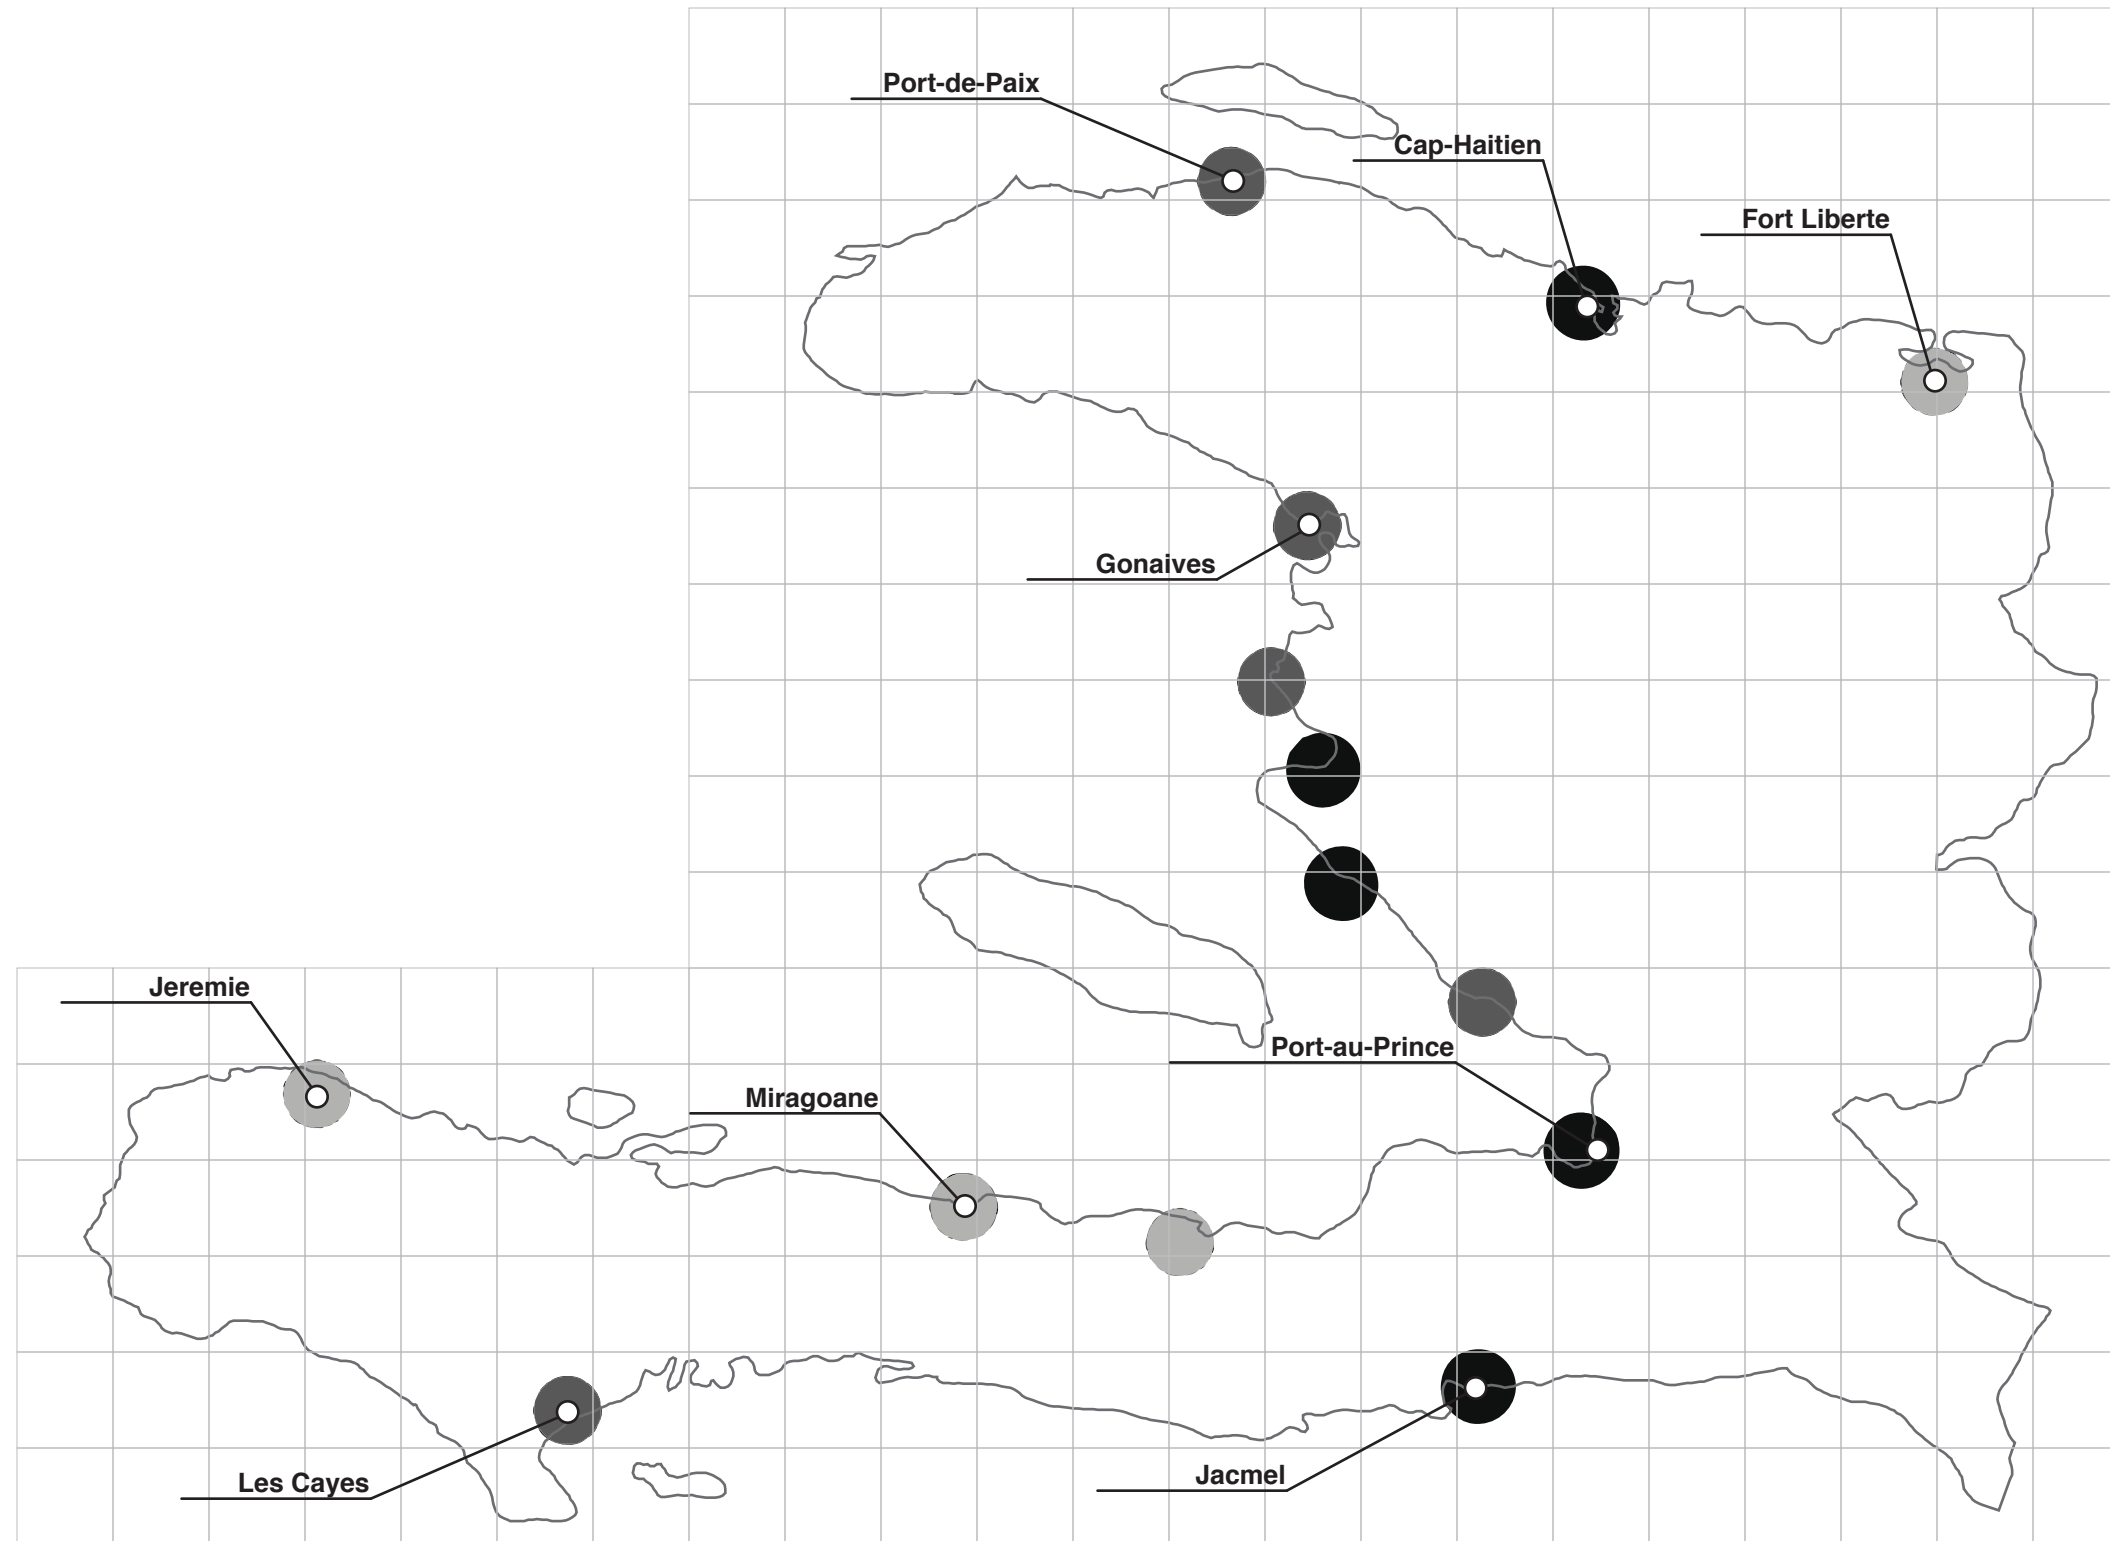 Port-de-Paix
Cap-Haitien
Fort Liberte
Gonaives
Jeremie
Port-au-Prince
Miragoane
Jacmel
Les Cayes